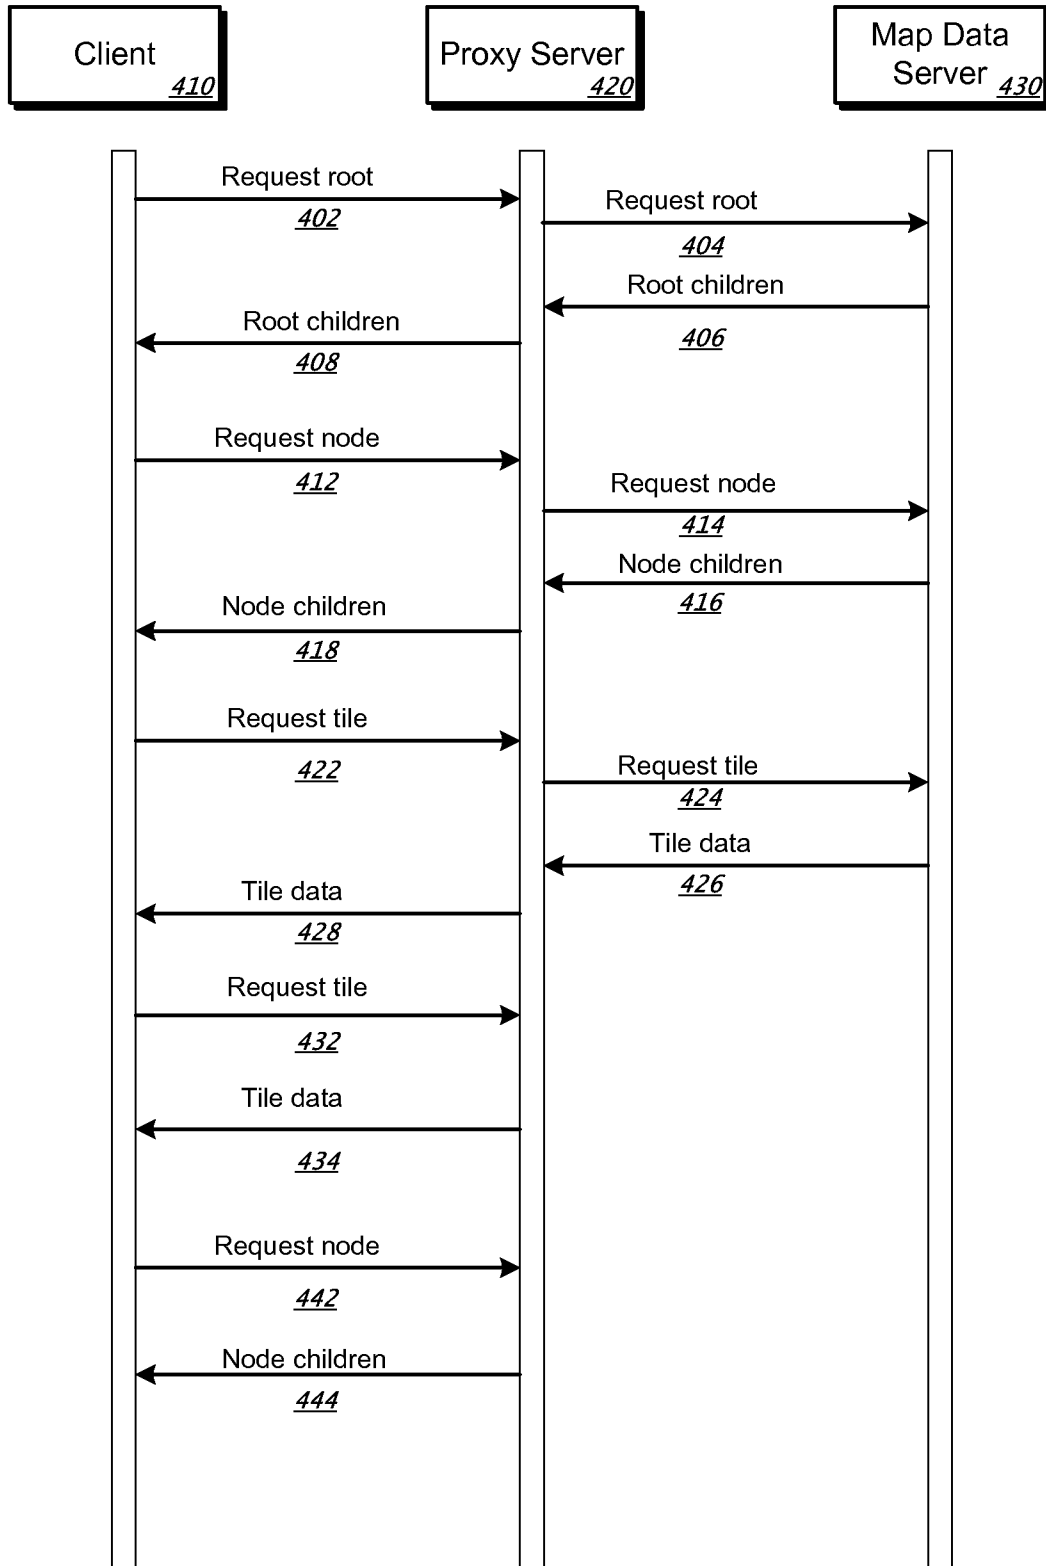 Client
410
Proxy Server
420
Map Data
Server
430
Request root
402
Request root
404
Root children
406
Root children
408
Request node
412
Request node
414
Node children
416
Node children
418
Request tile
422
Request tile
424
Tile data
426
Tile data
428
Request tile
432
Tile data
434
Request node
442
Node children
444